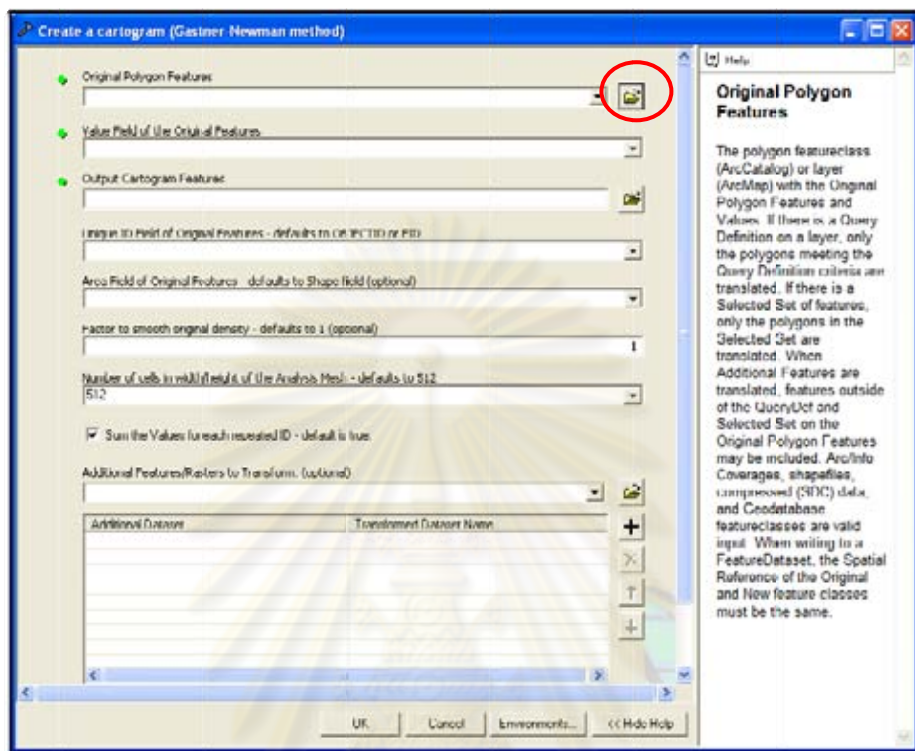 Create a cartogram (Gastner-Newman method)
Original Polygon Features
Value Field of the Original Features
Output Cartogram Features
Unique ID Field of Original Features - defaults to OBJECTID or FID
Area Field of Original Features - defaults to Shape field (optional)
Factor to smooth original density - defaults to 1 (optional)
1
Number of cells in width/height of the Analysis Mesh - defaults to 512
512
Sum the Values for each repeated ID - default is true.
Additional Features/Rasters to Transform. (optional)
Additional Dataset
Transformed Dataset Name
OK
Cancel
Environments...
<< Hide Help
Help
Original Polygon
Features
The polygon featureclass
(ArcCatalog) or layer
(ArcMap) with the Original
Polygon Features and
Values. If there is a Query
Definition on a layer, only
the polygons meeting the
Query Definition criteria are
translated. If there is a
Selected Set of features,
only the polygons in the
Selected Set are
translated. When
Additional Features are
translated, features outside
of the QueryDef and
Selected Set on the
Original Polygon Features
may be included. Arc/Info
Coverages, shapefiles,
compressed (SDC) data,
and Geodatabase
featureclasses are valid
input. When writing to a
FeatureDataset, the Spatial
Reference of the Original
and New feature classes
must be the same.